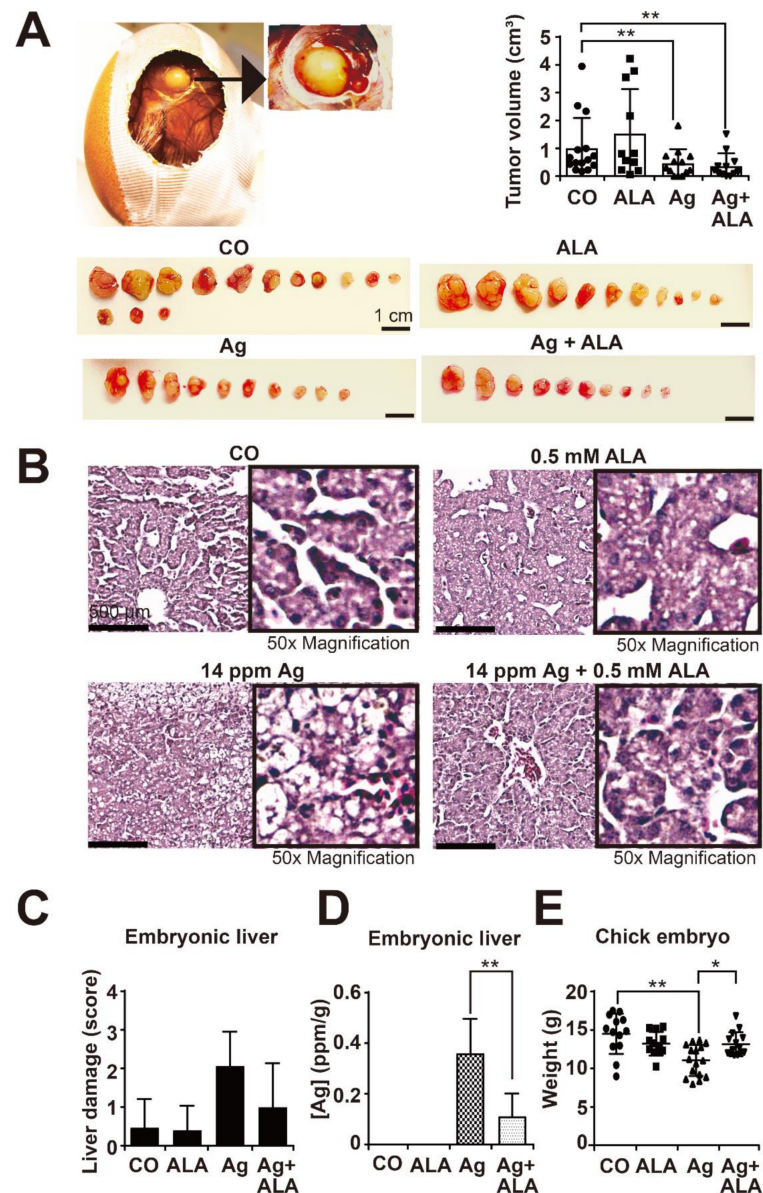 A
Tumor volume (cm³)
5
4
3
2
1
0
**
**
CO ALA Ag Ag+ ALA
CO
ALA
1 cm
Ag
Ag + ALA
B
CO
0.5 mM ALA
500 µm
50x Magnification
50x Magnification
14 ppm Ag
14 ppm Ag + 0.5 mM ALA
50x Magnification
50x Magnification
C
Embryonic liver
Liver damage (score)
4
3
2
1
0
CO ALA Ag Ag+ ALA
D
Embryonic liver
[Ag] (ppm/g)
0.6
0.4
0.2
0
**
CO ALA Ag Ag+ ALA
E
Chick embryo
Weight (g)
20
15
10
5
0
**
*
CO ALA Ag Ag+ ALA